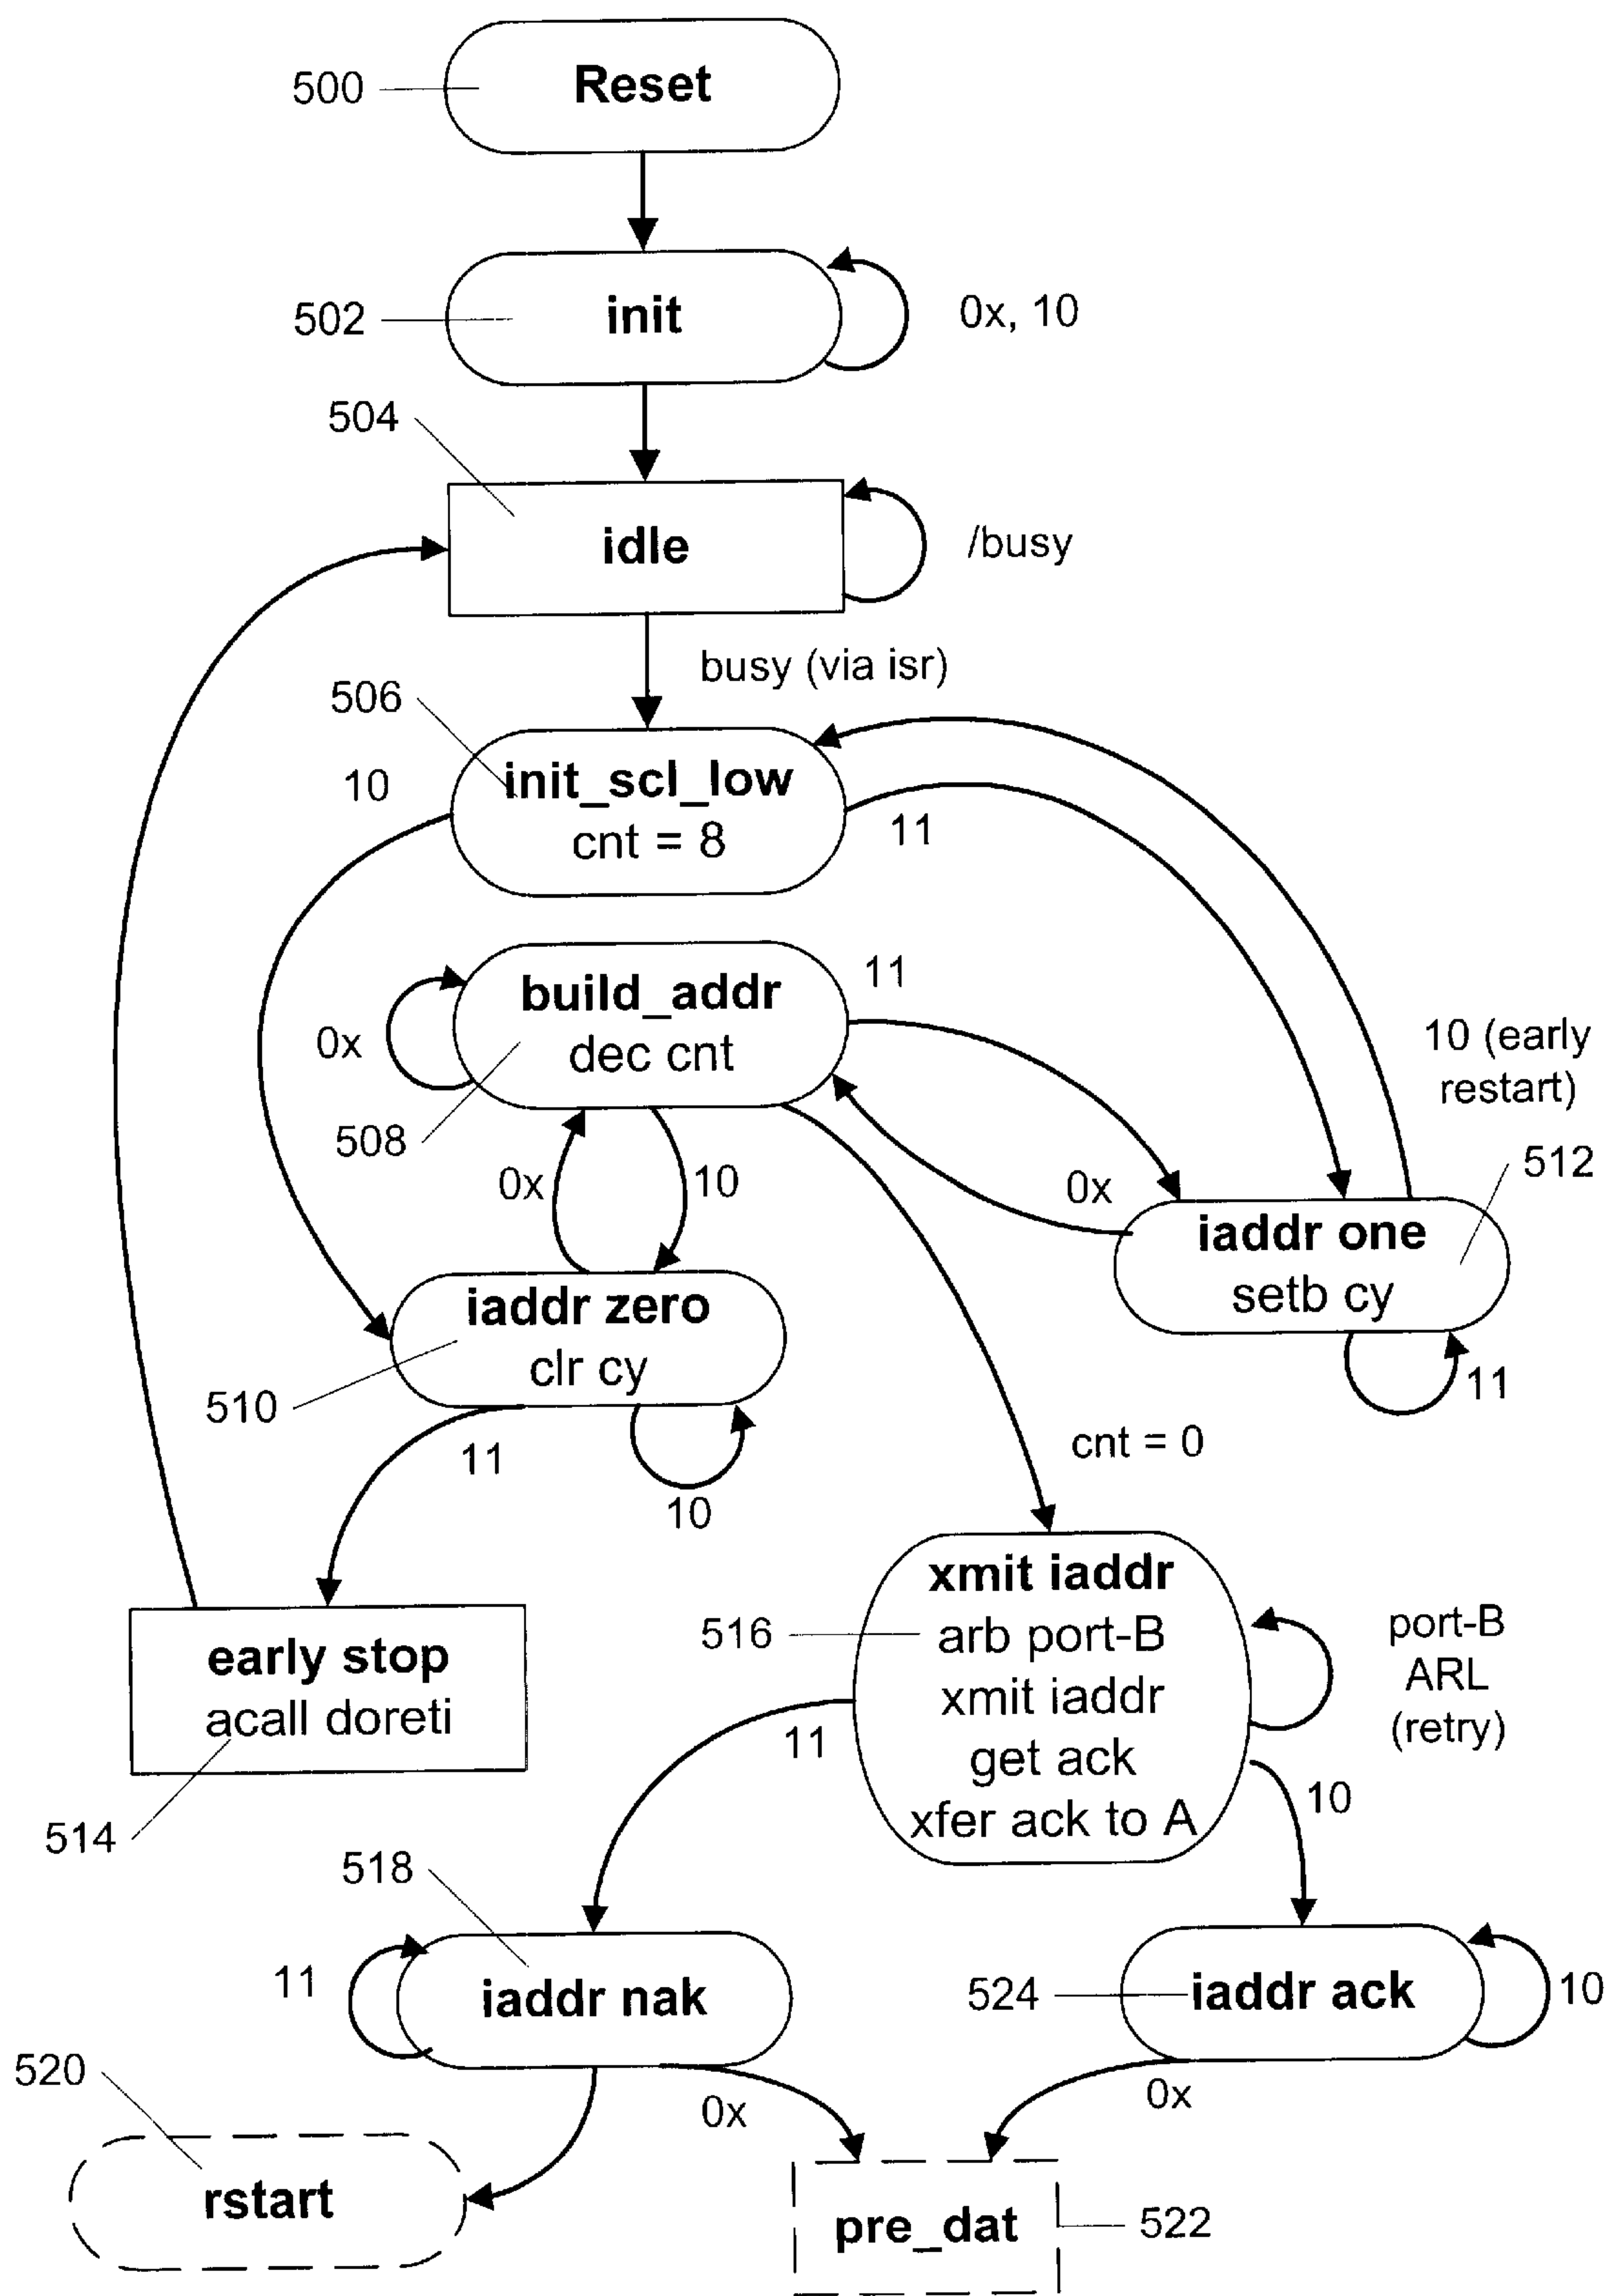 500
Reset
502
init
0x, 10
504
idle
/busy
busy (via isr)
506
10
init_scl_low
cnt = 8
11
build_addr
dec cnt
11
0x
10 (early
restart)
508
0x
10
0x
512
iaddr one
setb cy
iaddr zero
clr cy
510
11
11
10
cnt = 0
xmit iaddr
arb port-B
xmit iaddr
get ack
xfer ack to A
516
port-B
ARL
(retry)
early stop
acall doreti
11
10
514
518
11
iaddr nak
524
iaddr ack
10
520
0x
0x
rstart
pre_dat
522